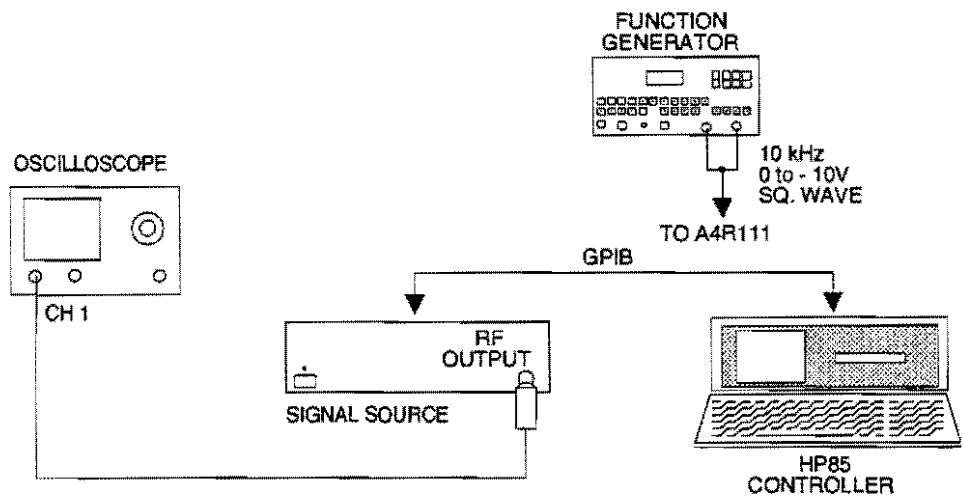 FUNCTION
GENERATOR
10 kHz
0 to - 10V
SQ. WAVE
TO A4R111
OSCILLOSCOPE
CH 1
GPIB
RF
OUTPUT
SIGNAL SOURCE
HP85
CONTROLLER